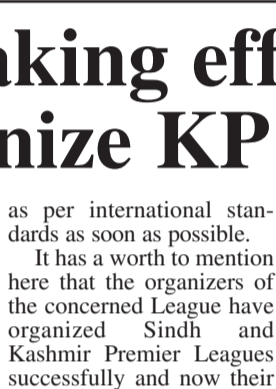 aking eff
nize KP
as per international stan-
dards as soon as possible.
It has a worth to mention
here that the organizers of
the concerned League have
organized Sindh and
Kashmir Premier Leagues
successfully and now their